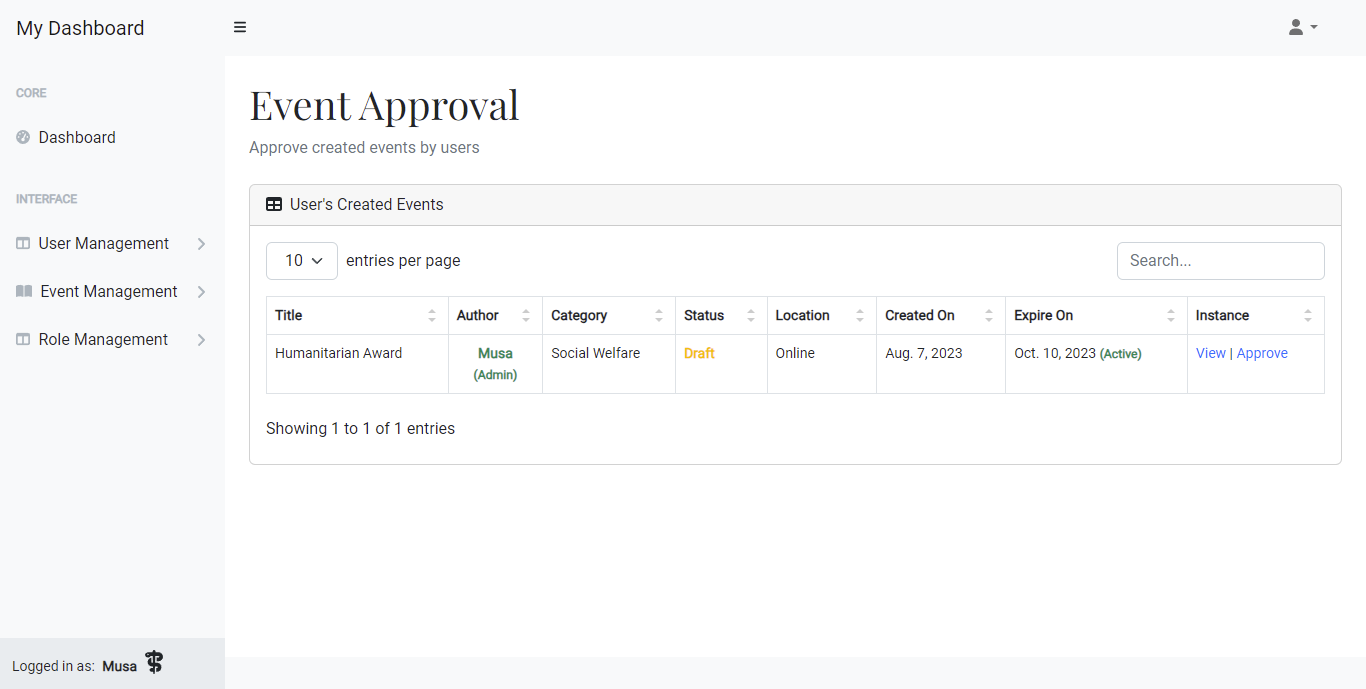 My Dashboard
CORE
Dashboard
INTERFACE
User Management
Event Management
Role Management
Logged in as: Musa
Event Approval
Approve created events by users
User's Created Events
10 entries per page
Search...
Title Author Category Status Location Created On Expire On Instance
Humanitarian Award Musa Social Welfare Draft Online Aug. 7, 2023 Oct. 10, 2023 (Active) View | Approve
(Admin)
Showing 1 to 1 of 1 entries